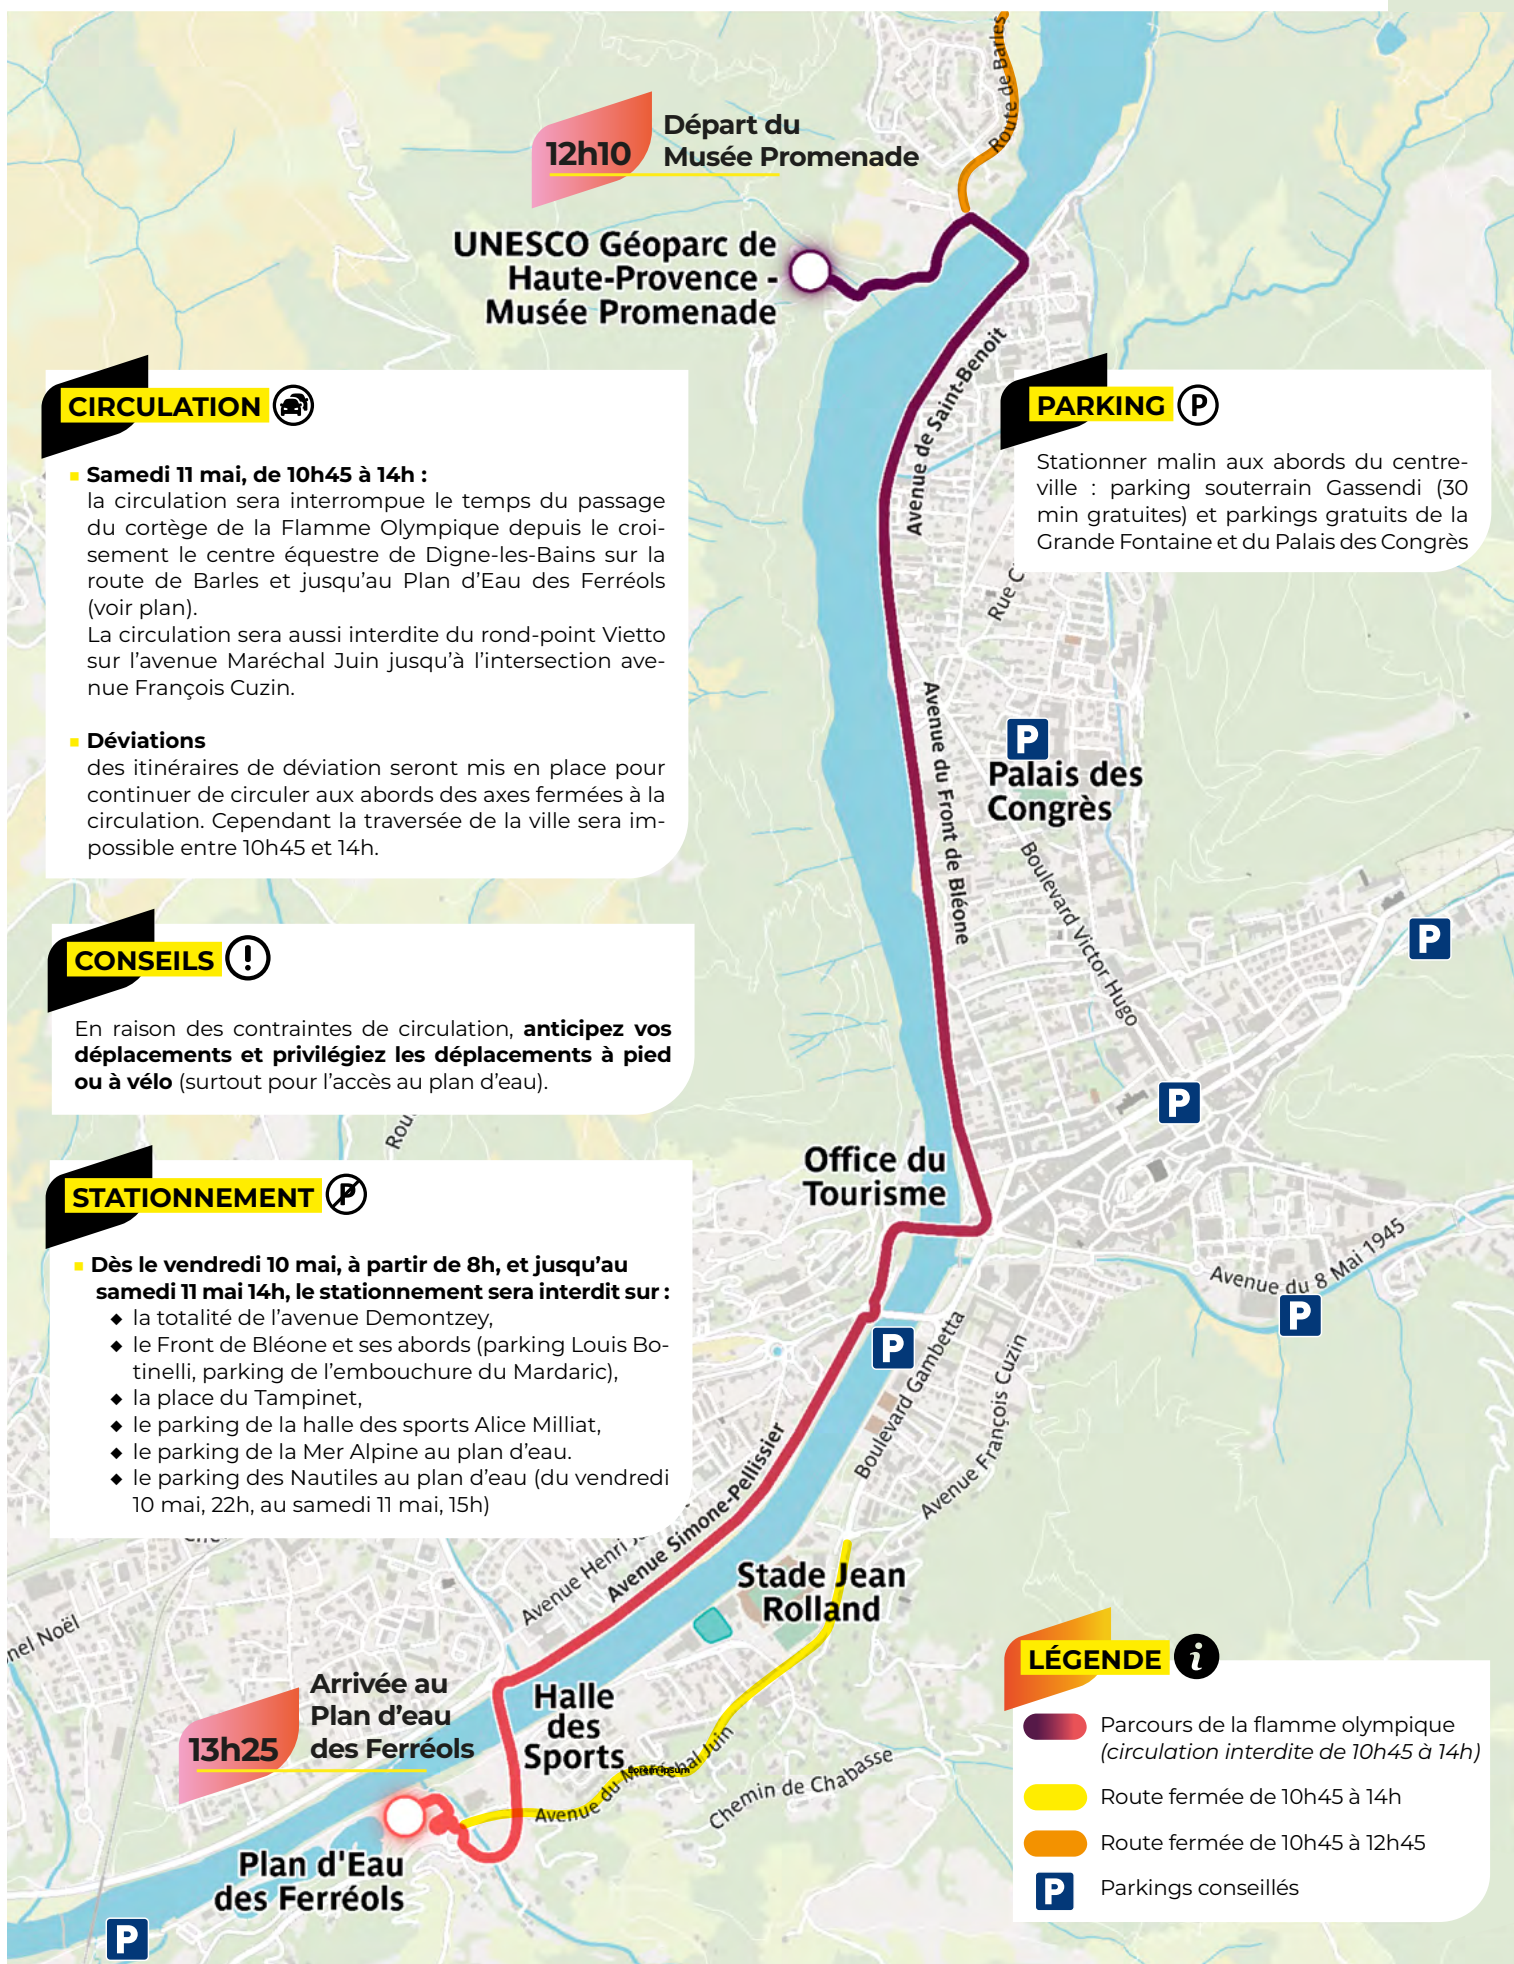 Route de Barles
12h10
Départ du
Musée Promenade
UNESCO Géoparc de
Haute-Provence -
Musée Promenade
Avenue de Saint-Benoit
CIRCULATION
Samedi 11 mai, de 10h45 à 14h :
la circulation sera interrompue le temps du passage
du cortège de la Flamme Olympique depuis le croi-
sement le centre équestre de Digne-les-Bains sur la
route de Barles et jusqu'au Plan d'Eau des Ferréols
(voir plan).
La circulation sera aussi interdite du rond-point Vietto
sur l'avenue Maréchal Juin jusqu'à l'intersection ave-
nue François Cuzin.
Déviations
des itinéraires de déviation seront mis en place pour
continuer de circuler aux abords des axes fermées à la
circulation. Cependant la traversée de la ville sera im-
possible entre 10h45 et 14h.
PARKING P
Stationner malin aux abords du centre-
ville : parking souterrain Gassendi (30
min gratuites) et parkings gratuits de la
Grande Fontaine et du Palais des Congrès
Rue C
Avenue du Front de Bléone
P
Palais des
Congrès
Boulevard Victor Hugo
P
P
CONSEILS !
En raison des contraintes de circulation, anticipez vos
déplacements et privilégiez les déplacements à pied
ou à vélo (surtout pour l'accès au plan d'eau).
Rou
Office du
Tourisme
STATIONNEMENT P
Dès le vendredi 10 mai, à partir de 8h, et jusqu'au
samedi 11 mai 14h, le stationnement sera interdit sur :
la totalité de l'avenue Demontzey,
le Front de Bléone et ses abords (parking Louis Bo-
tinelli, parking de l'embouchure du Mardaric),
la place du Tampinet,
le parking de la halle des sports Alice Milliat,
le parking de la Mer Alpine au plan d'eau.
le parking des Nautiles au plan d'eau (du vendredi
10 mai, 22h, au samedi 11 mai, 15h)
Avenue du 8 Mai 1945
P
P
Boulevard Gambetta
Avenue François Cuzin
Avenue Henri
Avenue Simone-Pellissier
Stade Jean
Rolland
nel Noël
Arrivée au
Plan d'eau
des Ferréols
13h25
Halle
des
Sports
Lorem ipsum
Avenue du Maréchal Juin
Chemin de Chabasse
Plan d'Eau
des Ferréols
P
LÉGENDE i
Parcours de la flamme olympique
(circulation interdite de 10h45 à 14h)
Route fermée de 10h45 à 14h
Route fermée de 10h45 à 12h45
P Parkings conseillés